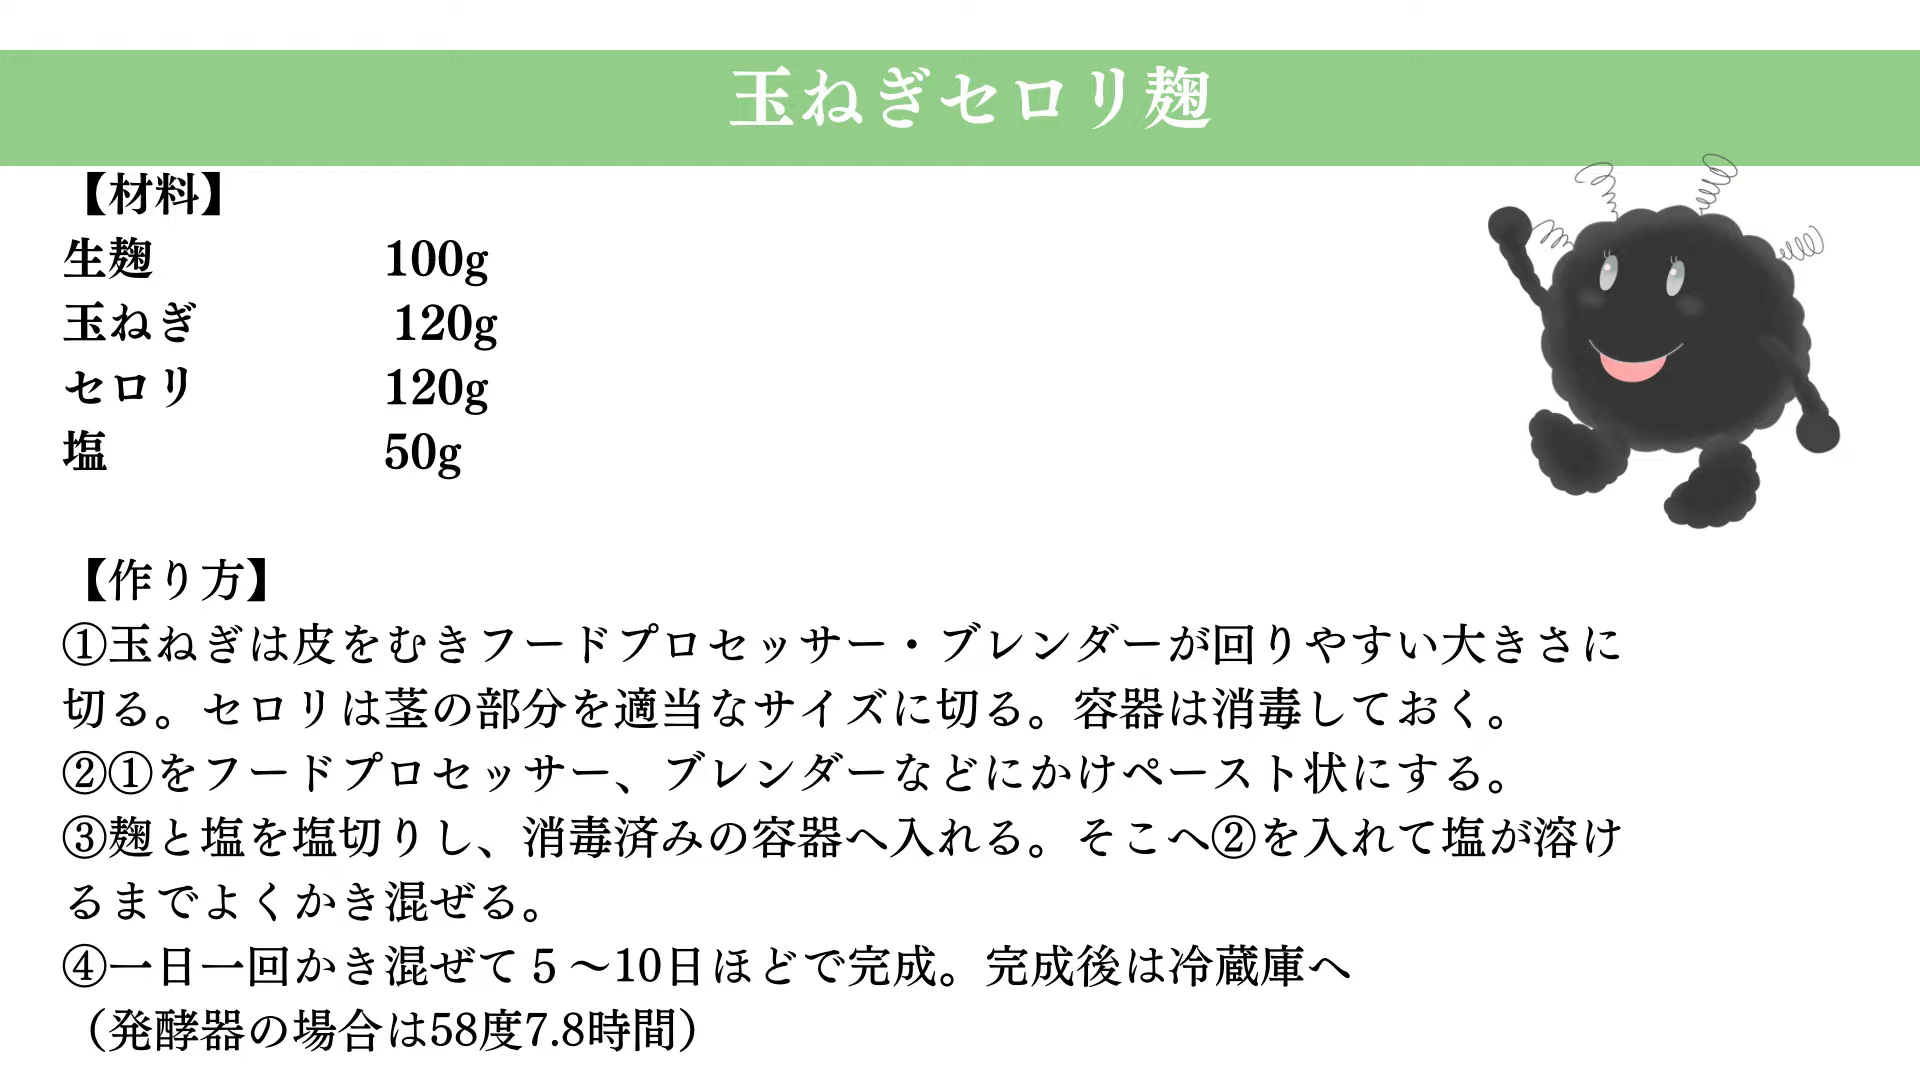 玉ねぎセロリ麹
【材料】
生麹 100g
玉ねぎ 120g
セロリ 120g
塩 50g
【作り方】
①玉ねぎは皮をむきフードプロセッサー・ブレンダーが回りやすい大きさに
切る。セロリは茎の部分を適当なサイズに切る。容器は消毒しておく。
②①をフードプロセッサー、ブレンダーなどにかけペースト状にする。
③麹と塩を塩切りし、消毒済みの容器へ入れる。そこへ②を入れて塩が溶け
るまでよくかき混ぜる。
④一日一回かき混ぜて５～10日ほどで完成。完成後は冷蔵庫へ
（発酵器の場合は58度7.8時間）